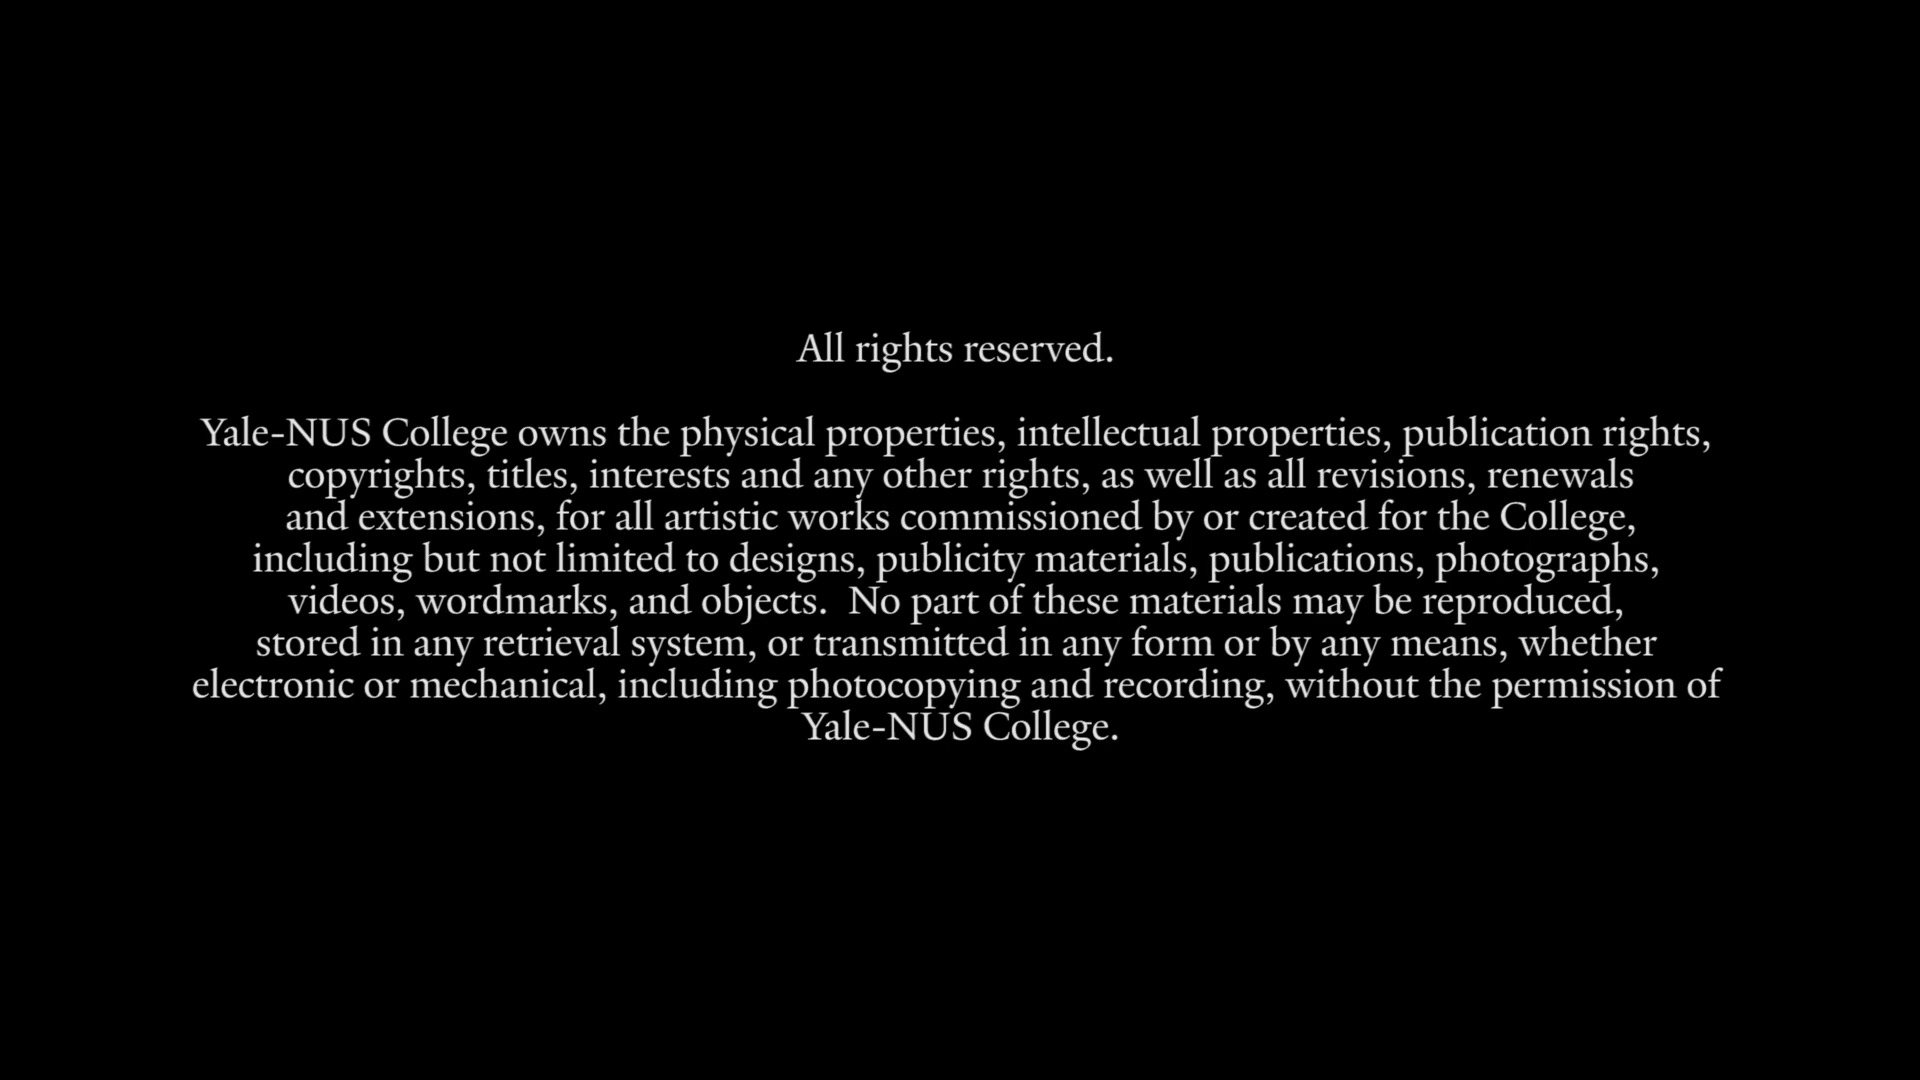 All rights reserved.
Yale-NUS College owns the physical properties, intellectual properties, publication rights,
copyrights, titles, interests and any other rights, as well as all revisions, renewals
and extensions, for all artistic works commissioned by or created for the College,
including but not limited to designs, publicity materials, publications, photographs,
videos, wordmarks, and objects.  No part of these materials may be reproduced,
stored in any retrieval system, or transmitted in any form or by any means, whether
electronic or mechanical, including photocopying and recording, without the permission of
Yale-NUS College.